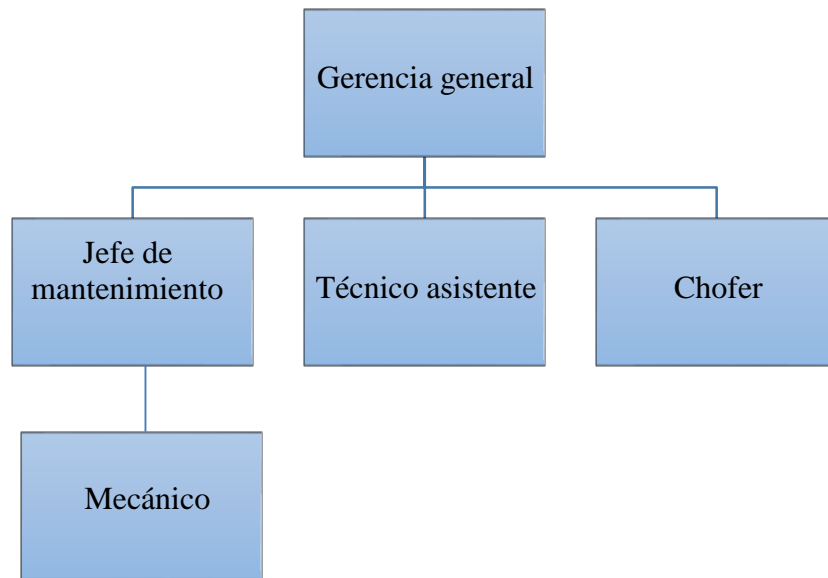 Gerencia general
Jefe de
mantenimiento
Técnico asistente
Chofer
Mecánico